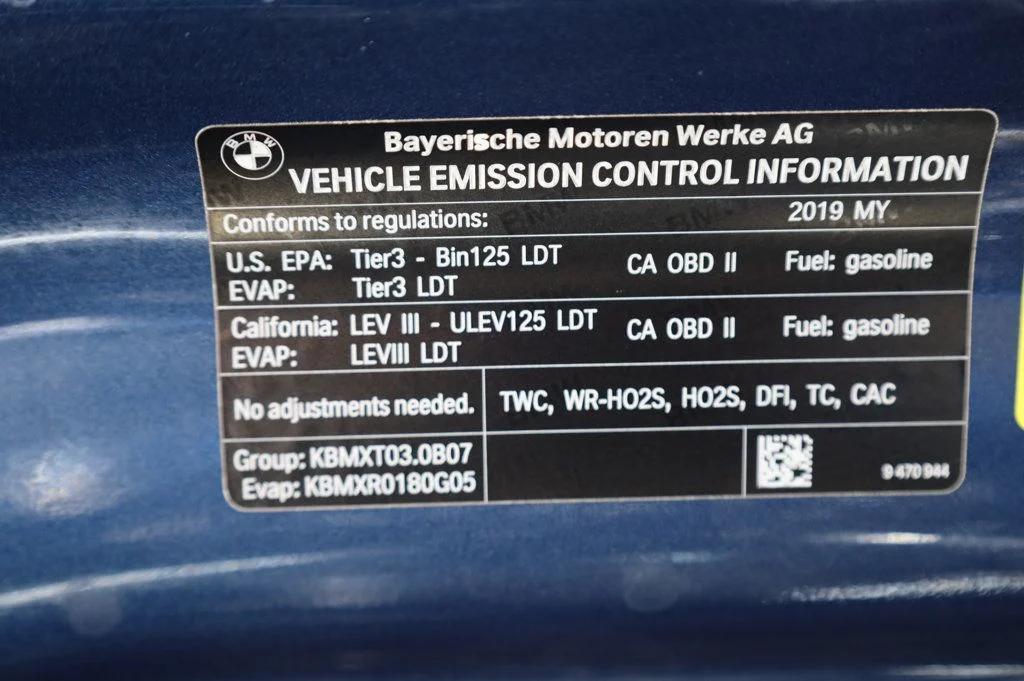 BMW
Bayerische Motoren Werke AG
VEHICLE EMISSION CONTROL INFORMATION
Conforms to regulations: 2019 MY
U.S. EPA: Tier3 - Bin125 LDT CA OBD II Fuel: gasoline
EVAP: Tier3 LDT
California: LEV III - ULEV125 LDT CA OBD II Fuel: gasoline
EVAP: LEVIII LDT
No adjustments needed. TWC, WR-HO2S, HO2S, DFI, TC, CAC
Group: KBMXT03.0B07
Evap: KBMXR0180G05
9 470 944